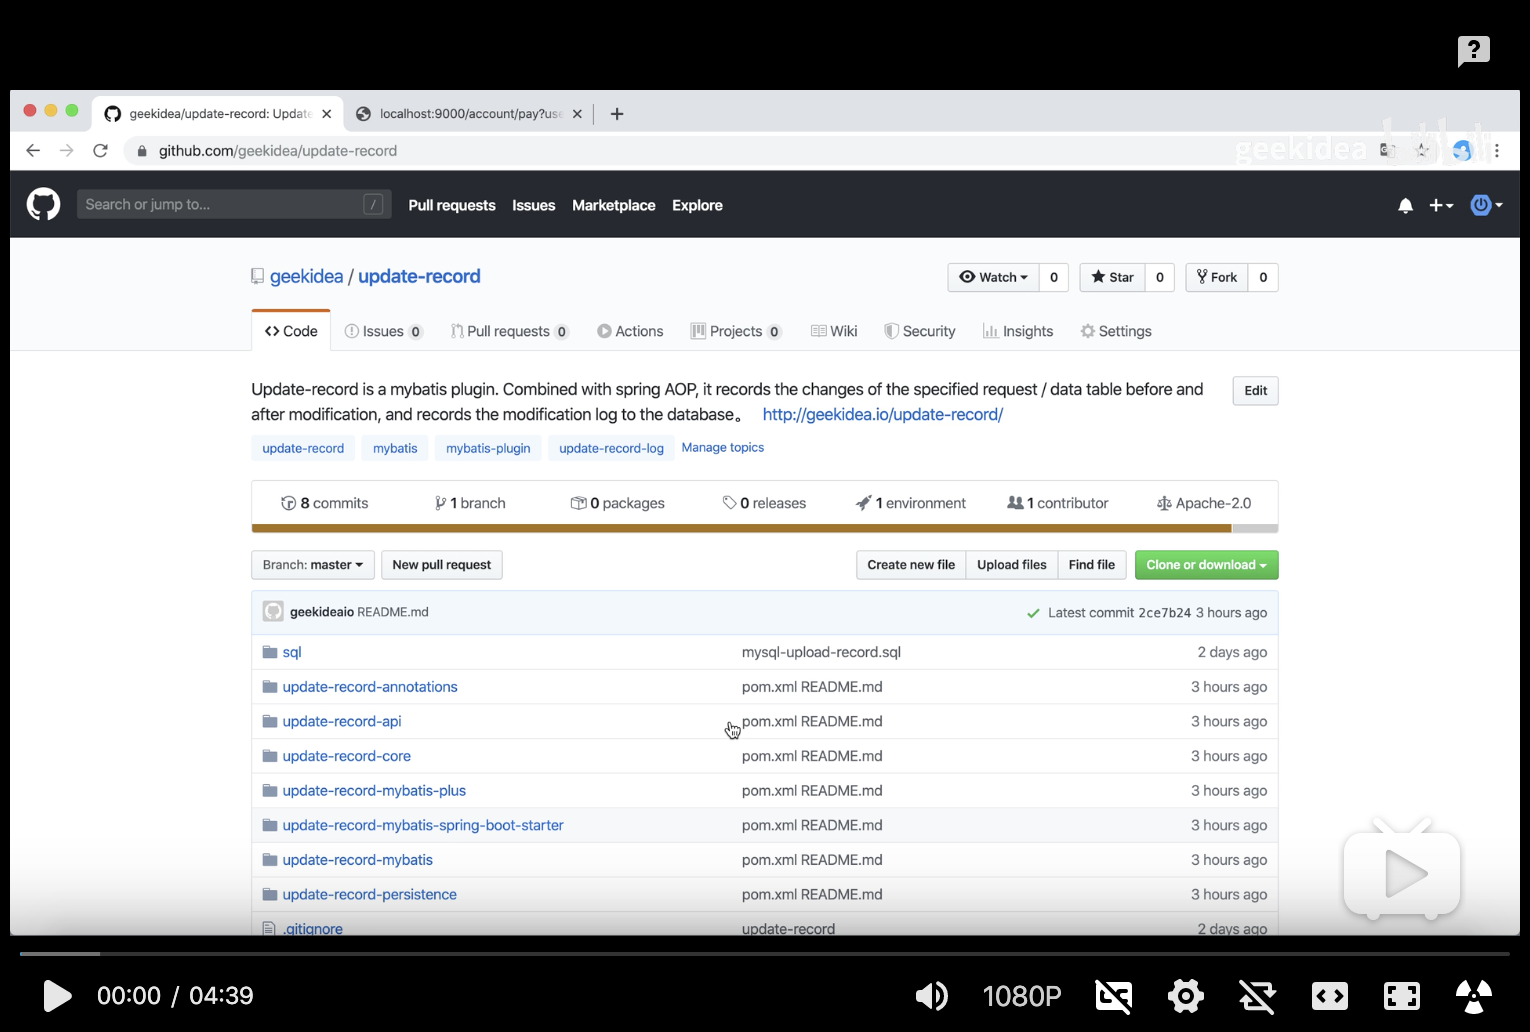 ?
geekidea/update-record: Update
localhost:9000/account/pay?use
github.com/geekidea/update-record
geekidea
Search or jump to... /
Pull requests Issues Marketplace Explore
geekidea / update-record
Watch 0 Star 0 Fork 0
Code Issues 0 Pull requests 0 Actions Projects 0 Wiki Security Insights Settings
Update-record is a mybatis plugin. Combined with spring AOP, it records the changes of the specified request / data table before and
after modification, and records the modification log to the database。 http://geekidea.io/update-record/
Edit
update-record mybatis mybatis-plugin update-record-log Manage topics
8 commits 1 branch 0 packages 0 releases 1 environment 1 contributor Apache-2.0
Branch: master New pull request Create new file Upload files Find file Clone or download
geekideaio README.md Latest commit 2ce7b24 3 hours ago
sql mysql-upload-record.sql 2 days ago
update-record-annotations pom.xml README.md 3 hours ago
update-record-api pom.xml README.md 3 hours ago
update-record-core pom.xml README.md 3 hours ago
update-record-mybatis-plus pom.xml README.md 3 hours ago
update-record-mybatis-spring-boot-starter pom.xml README.md 3 hours ago
update-record-mybatis pom.xml README.md 3 hours ago
update-record-persistence pom.xml README.md 3 hours ago
.gitignore update-record 2 days ago
00:00 / 04:39 1080P